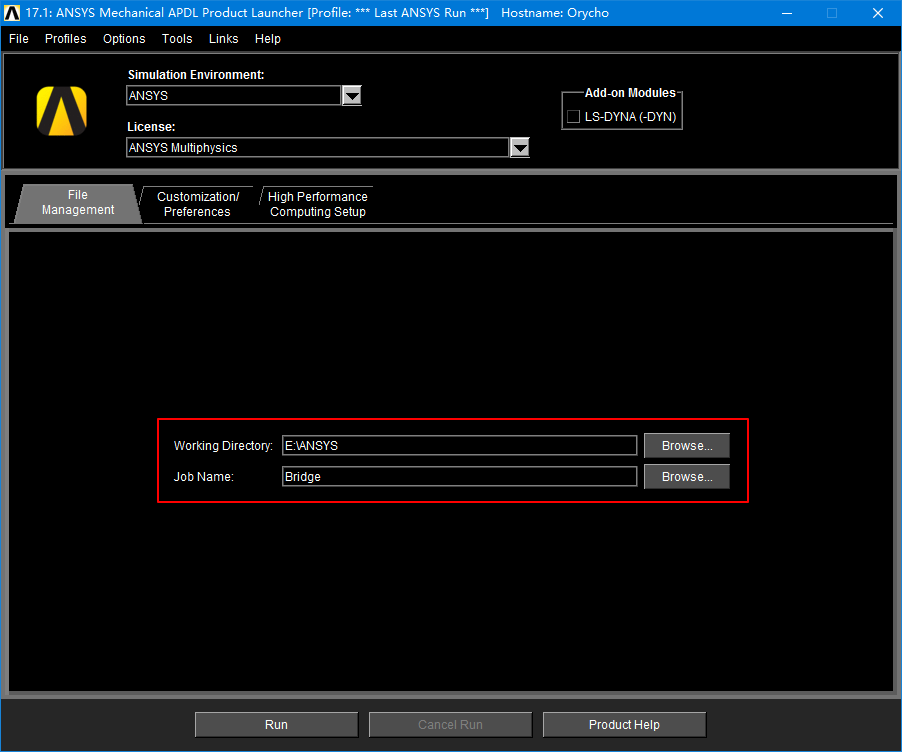 17.1: ANSYS Mechanical APDL Product Launcher [Profile: *** Last ANSYS Run ***]   Hostname: Orycho
File Profiles Options Tools Links Help
Simulation Environment:
ANSYS
Add-on Modules
LS-DYNA (-DYN)
License:
ANSYS Multiphysics
File
Management
Customization/
Preferences
High Performance
Computing Setup
Working Directory: E:\ANSYS Browse...
Job Name: Bridge Browse...
Run Cancel Run Product Help